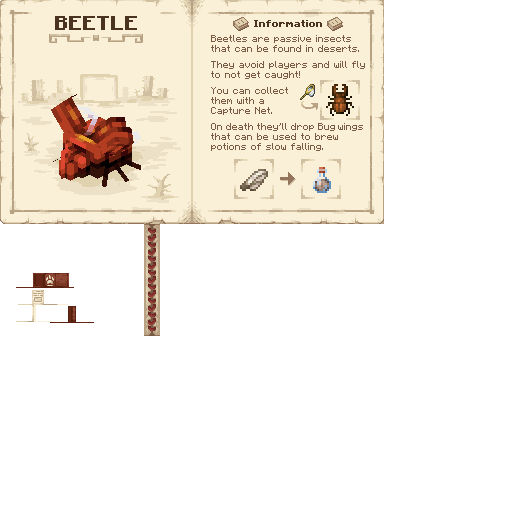 BEETLE
Information
Beetles are passive insects
that can be found in deserts.
They avoid players and will fly
to not get caught!
You can collect
them with a
Capture Net.
On death they'll drop Bug wings
that can be used to brew
potions of slow falling.